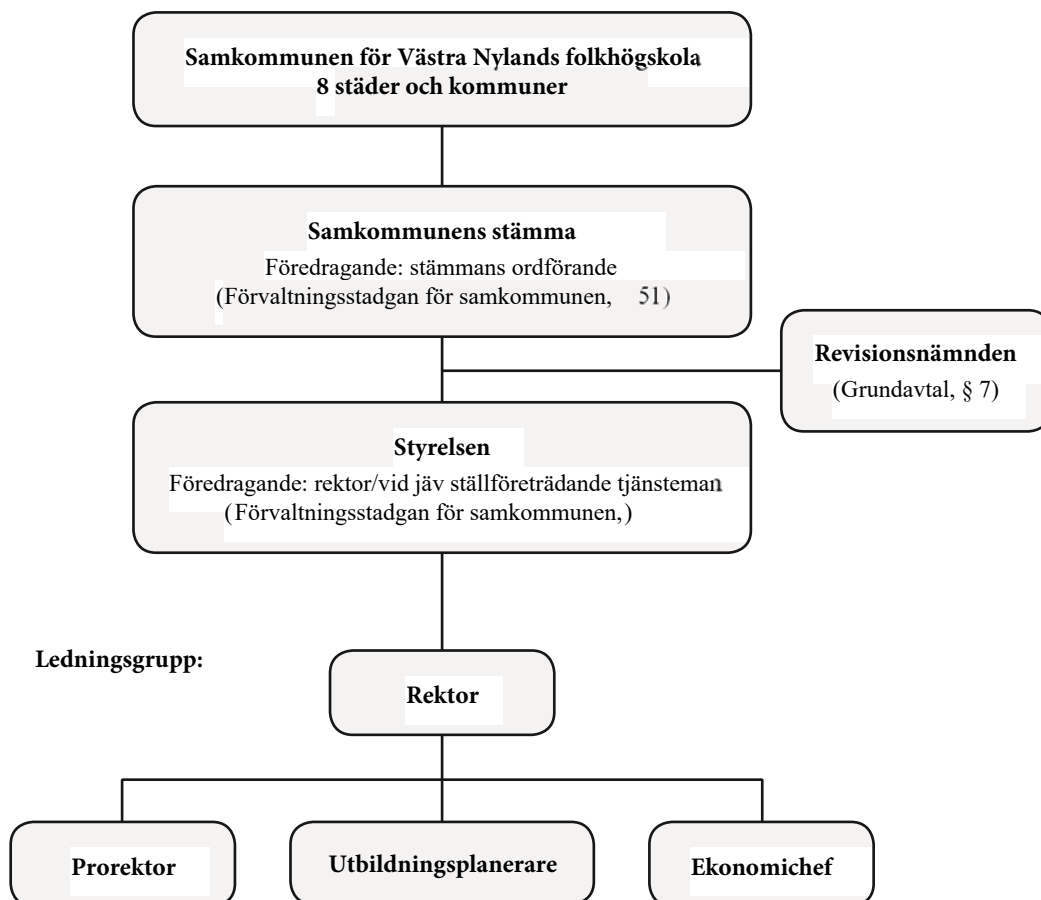 Samkommunen för Västra Nylands folkhögskola
8 städer och kommuner
Samkommunens stämma
Föredragande: stämmans ordförande
(Förvaltningsstadgan för samkommunen, 51)
Revisionsnämnden
(Grundavtal, § 7)
Styrelsen
Föredragande: rektor/vid jäv ställföreträdande tjänsteman
(Förvaltningsstadgan för samkommunen,)
Ledningsgrupp:
Rektor
Prorektor
Utbildningsplanerare
Ekonomichef